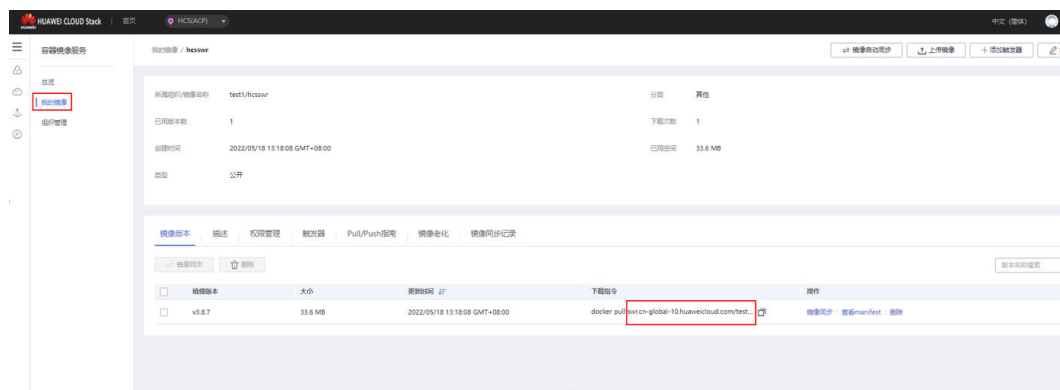 HUAWEI
HUAWEI CLOUD Stack 首页 HCS(ACP) 中文 (简体)
容器镜像服务
我的镜像 / hcsswr
镜像自动同步 上传镜像 添加触发器
总览
我的镜像
组织管理
所属组织/镜像名称 test1/hcsswr 分类 其他
已用版本数 1 下载次数 1
创建时间 2022/05/18 13:18:08 GMT+08:00 已用空间 33.6 MB
类型 公开
镜像版本 描述 权限管理 触发器 Pull/Push指南 镜像老化 镜像同步记录
镜像同步 删除 版本名称搜索
镜像版本 大小 更新时间 下载指令 操作
v3.8.7 33.6 MB 2022/05/18 13:18:08 GMT+08:00 docker pull swr.cn-global-10.huaweicloud.com/test... 镜像同步 查看manifest 删除